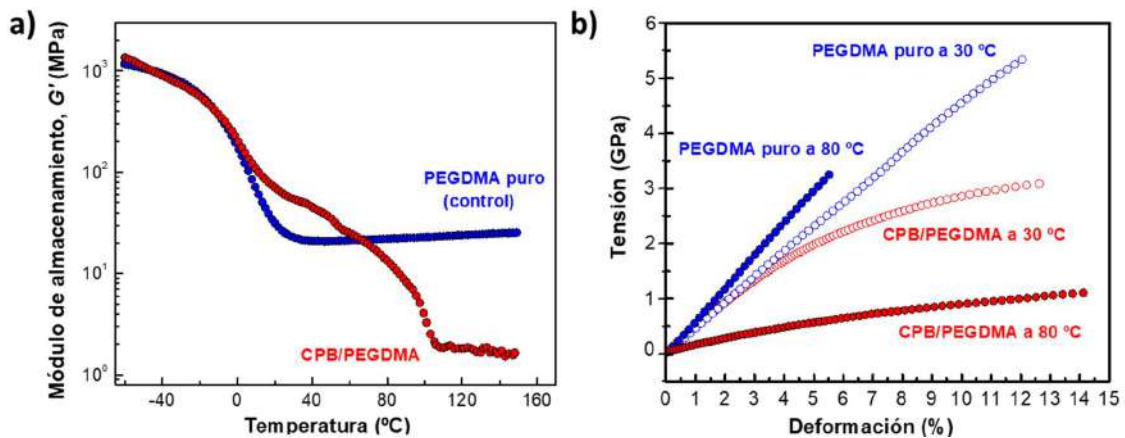 a)
Módulo de almacenamiento, G' (MPa)
10³
10²
10¹
10⁰
-40 0 40 80 120 160
Temperatura (ºC)
PEGDMA puro
(control)
CPB/PEGDMA
b)
Tensión (GPa)
6
5
4
3
2
1
0
0 1 2 3 4 5 6 7 8 9 10 11 12 13 14 15
Deformación (%)
PEGDMA puro a 30 ºC
PEGDMA puro a 80 ºC
CPB/PEGDMA a 30 ºC
CPB/PEGDMA a 80 ºC